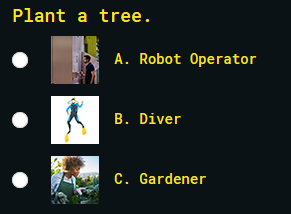 Plant a tree.
A. Robot Operator
B. Diver
C. Gardener